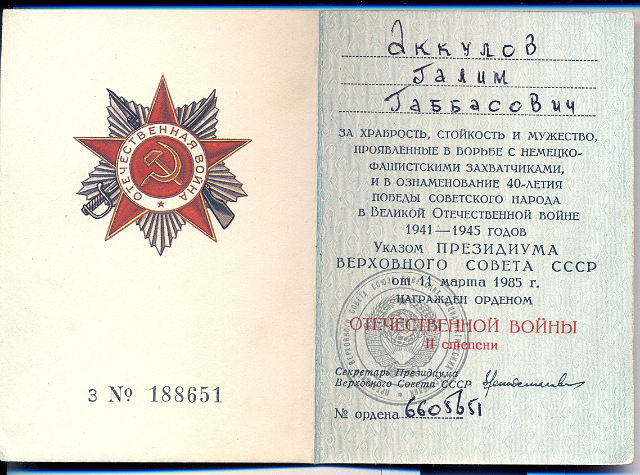 ОТЕЧЕСТВЕННАЯ ВОЙНА
З № 188651
Аккулов
Галим
Габбасович
ЗА ХРАБРОСТЬ, СТОЙКОСТЬ И МУЖЕСТВО,
ПРОЯВЛЕННЫЕ В БОРЬБЕ С НЕМЕЦКО-
ФАШИСТСКИМИ ЗАХВАТЧИКАМИ,
И В ОЗНАМЕНОВАНИЕ 40-ЛЕТИЯ
ПОБЕДЫ СОВЕТСКОГО НАРОДА
В ВЕЛИКОЙ ОТЕЧЕСТВЕННОЙ ВОЙНЕ
1941—1945 ГОДОВ
УКАЗОМ ПРЕЗИДИУМА
ВЕРХОВНОГО СОВЕТА СССР
от 11 марта 1985 г.
НАГРАЖДЕН ОРДЕНОМ
ОТЕЧЕСТВЕННОЙ ВОЙНЫ
II степени
Секретарь Президиума
Верховного Совета СССР
№ ордена 6605651